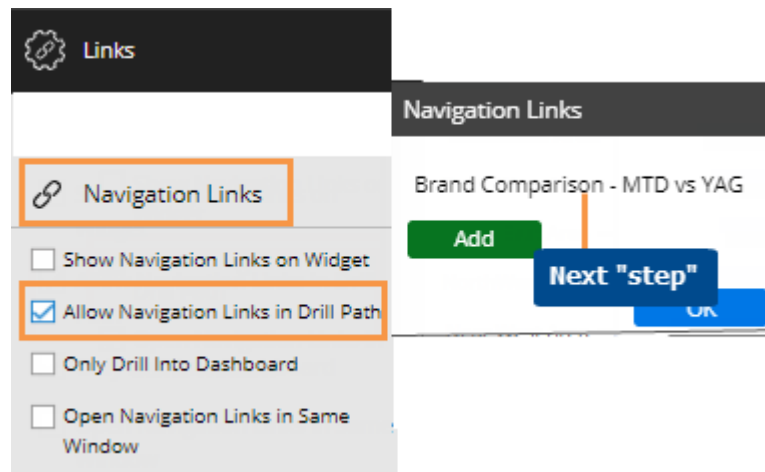 Links
Navigation Links
Show Navigation Links on Widget
Allow Navigation Links in Drill Path
Only Drill Into Dashboard
Open Navigation Links in Same
Window
Navigation Links
Brand Comparison - MTD vs YAG
Add
Next "step"
OK